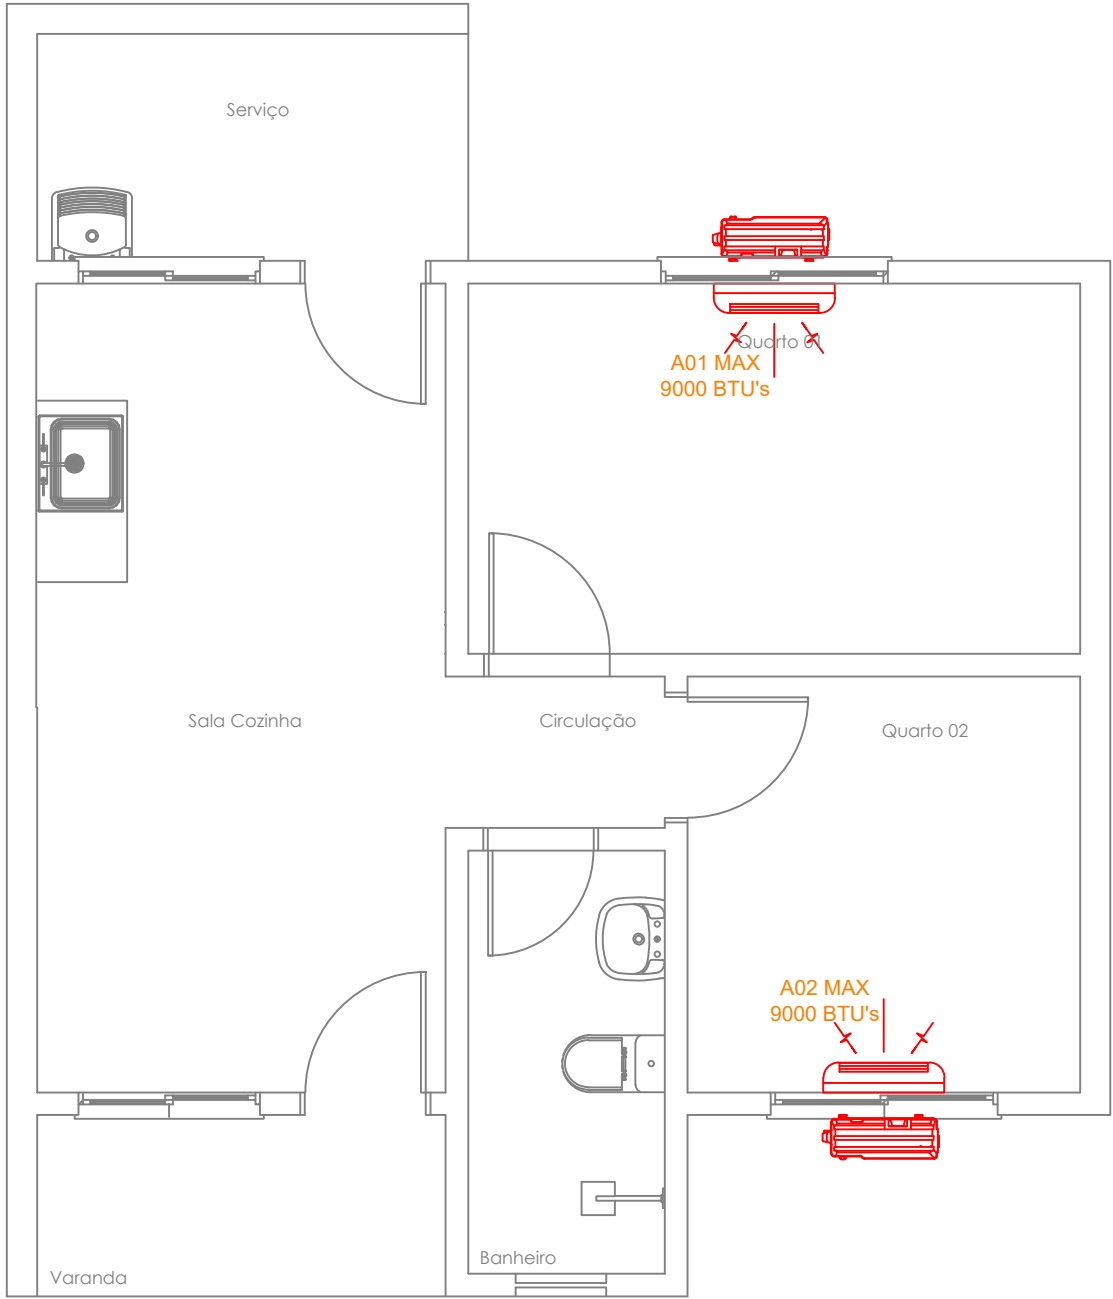 Serviço
Quarto 01
A01 MAX
9000 BTU's
Sala Cozinha
Circulação
Quarto 02
A02 MAX
9000 BTU's
Banheiro
Varanda